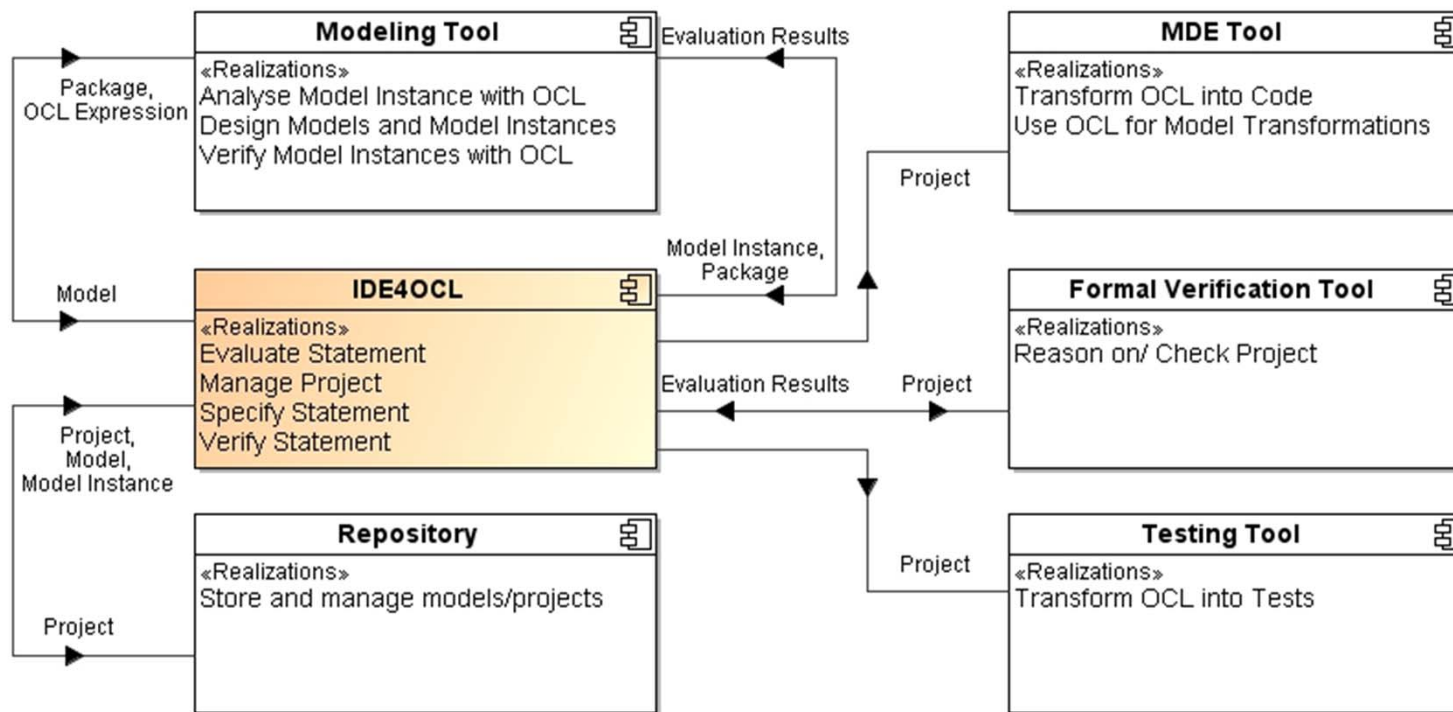 Modeling Tool
«Realizations»
Analyse Model Instance with OCL
Design Models and Model Instances
Verify Model Instances with OCL
Package,
OCL Expression
Evaluation Results
MDE Tool
«Realizations»
Transform OCL into Code
Use OCL for Model Transformations
Project
Model Instance,
Package
Model
IDE4OCL
«Realizations»
Evaluate Statement
Manage Project
Specify Statement
Verify Statement
Formal Verification Tool
«Realizations»
Reason on/ Check Project
Evaluation Results
Project
Project,
Model,
Model Instance
Project
Repository
«Realizations»
Store and manage models/projects
Project
Testing Tool
«Realizations»
Transform OCL into Tests